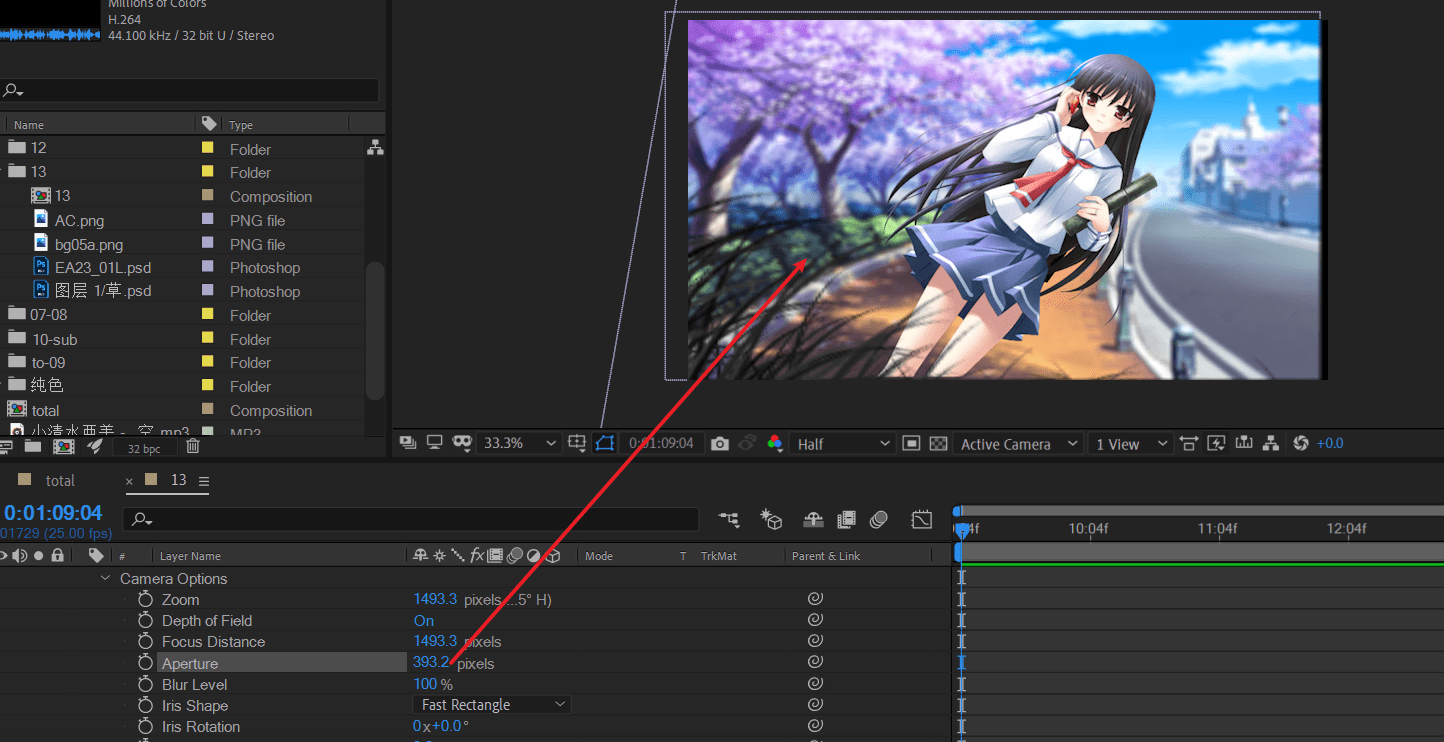 Millions of Colors
H.264
44.100 kHz / 32 bit U / Stereo
Name Type
12 Folder
13 Folder
13 Composition
AC.png PNG file
bg05a.png PNG file
EA23_01L.psd Photoshop
图层 1/草.psd Photoshop
07-08 Folder
10-sub Folder
to-09 Folder
纯色 Folder
total Composition
小清水亜美 - 空.mp3 MP3
32 bpc
33.3% 0:01:09:04 Half Active Camera 1 View +0.0
total × 13
0:01:09:04
01729 (25.00 fps)
:04f 10:04f 11:04f 12:04f
# Layer Name Mode T TrkMat Parent & Link
Camera Options
Zoom 1493.3 pixels ...5° H)
Depth of Field On
Focus Distance 1493.3 pixels
Aperture 393.2 pixels
Blur Level 100 %
Iris Shape Fast Rectangle
Iris Rotation 0x+0.0°